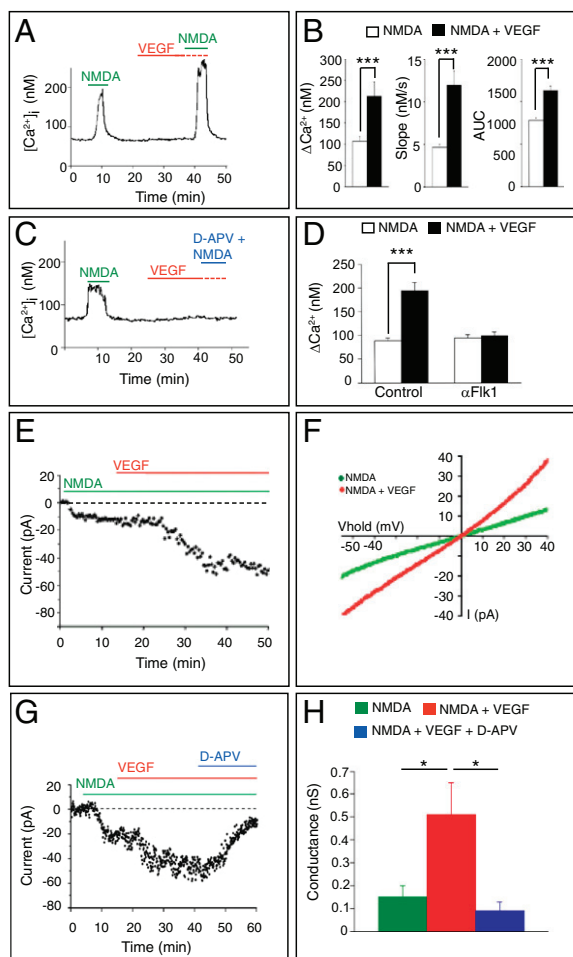 A
VEGF
NMDA
NMDA
[Ca²⁺]i (nM)
200
100
0
0 10 20 30 40 50
Time (min)
B
NMDA NMDA + VEGF
***
ΔCa²⁺ (nM)
300
250
200
150
100
50
0
***
Slope (nM/s)
15
10
5
0
***
AUC
2000
1500
1000
500
0
C
D-APV +
NMDA
NMDA
VEGF
[Ca²⁺]i (nM)
200
100
0
0 10 20 30 40 50
Time (min)
D
NMDA NMDA + VEGF
***
ΔCa²⁺ (nM)
250
200
150
100
50
0
Control αFlk1
E
VEGF
NMDA
Current (pA)
20
0
-20
-40
-60
-80
0 10 20 30 40 50
Time (min)
F
NMDA
NMDA + VEGF
Vhold (mV)
-50 -40
10 20 30 40
40
30
20
10
-10
-20
-30
-40
I (pA)
G
D-APV
VEGF
NMDA
Current (pA)
20
0
-20
-40
-60
-80
0 10 20 30 40 50 60
Time (min)
H
NMDA NMDA + VEGF
NMDA + VEGF + D-APV
* *
Conductance (nS)
0.7
0.6
0.5
0.4
0.3
0.2
0.1
0